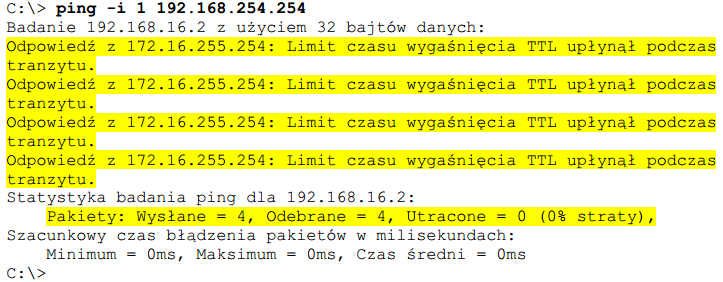 C:\> ping -i 1 192.168.254.254
Badanie 192.168.16.2 z użyciem 32 bajtów danych:
Odpowiedź z 172.16.255.254: Limit czasu wygaśnięcia TTL upłynął podczas
tranzytu.
Odpowiedź z 172.16.255.254: Limit czasu wygaśnięcia TTL upłynął podczas
tranzytu.
Odpowiedź z 172.16.255.254: Limit czasu wygaśnięcia TTL upłynął podczas
tranzytu.
Odpowiedź z 172.16.255.254: Limit czasu wygaśnięcia TTL upłynął podczas
tranzytu.
Statystyka badania ping dla 192.168.16.2:
    Pakiety: Wysłane = 4, Odebrane = 4, Utracone = 0 (0% straty),
Szacunkowy czas błądzenia pakietów w milisekundach:
    Minimum = 0ms, Maksimum = 0ms, Czas średni = 0ms
C:\>